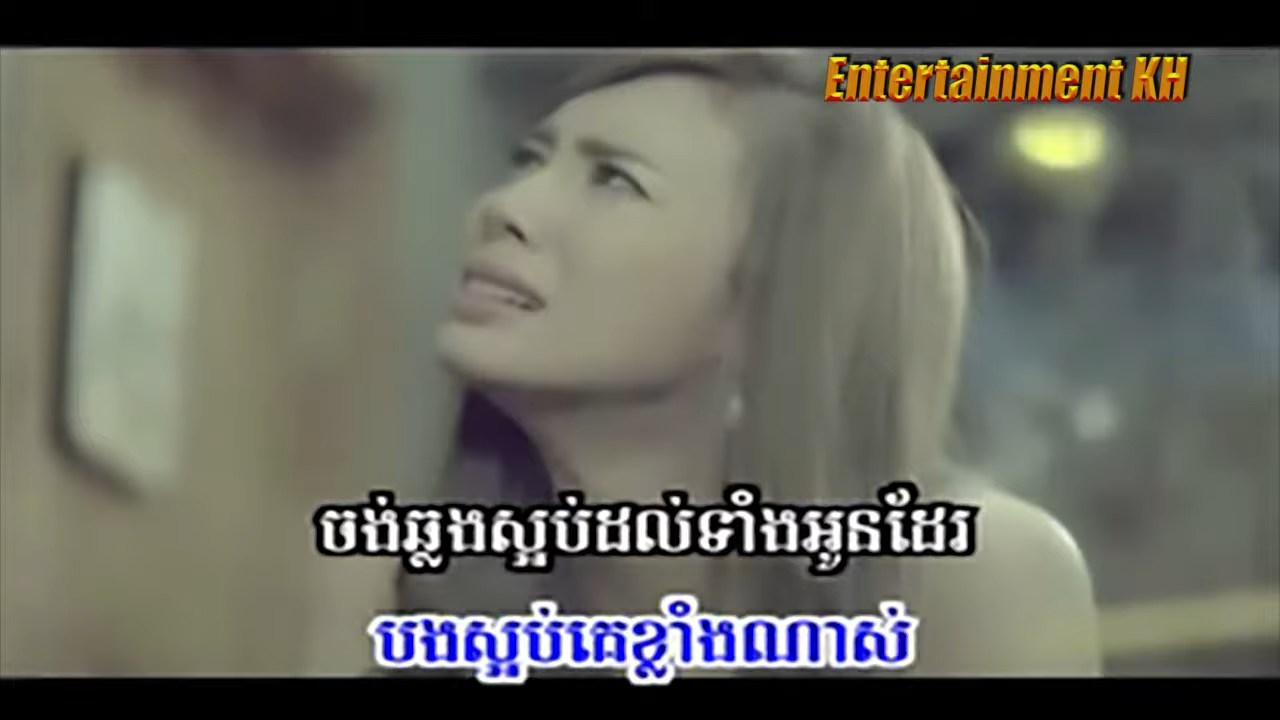 Entertainment KH
ចង់ឆ្លងស្អប់ដល់ទាំងអូនដែរ
បងស្អប់គេខ្លាំងណាស់